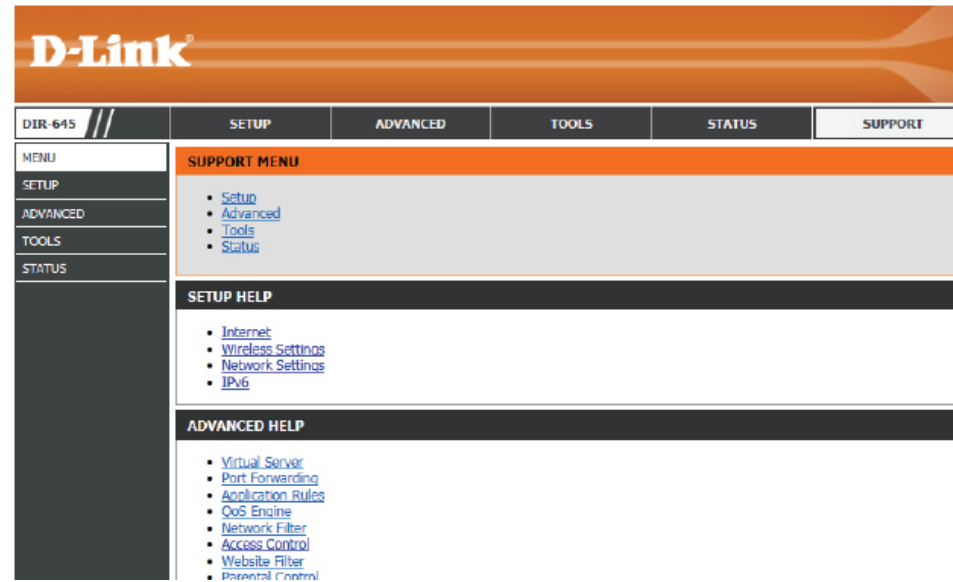 D-Link®
DIR-645 SETUP ADVANCED TOOLS STATUS SUPPORT
MENU
SETUP
ADVANCED
TOOLS
STATUS
SUPPORT MENU
Setup
Advanced
Tools
Status
SETUP HELP
Internet
Wireless Settings
Network Settings
IPv6
ADVANCED HELP
Virtual Server
Port Forwarding
Application Rules
QoS Engine
Network Filter
Access Control
Website Filter
Parental Control